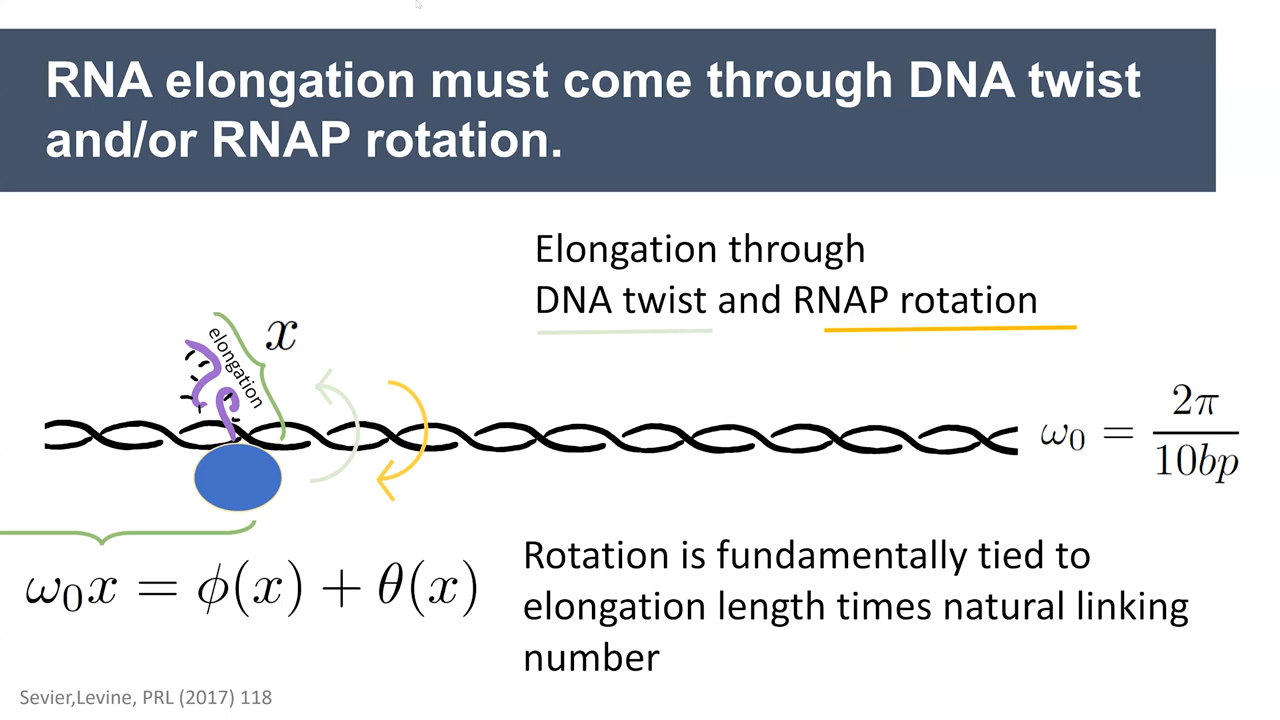 RNA elongation must come through DNA twist
and/or RNAP rotation.
Elongation through
DNA twist and RNAP rotation
elongation
x
ω₀ = 2π / 10bp
ω₀x = ϕ(x) + θ(x)
Rotation is fundamentally tied to
elongation length times natural linking
number
Sevier,Levine, PRL (2017) 118